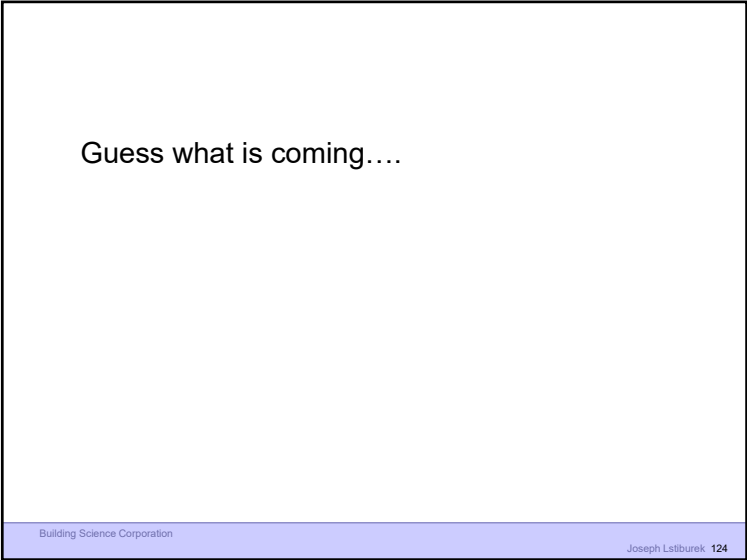 Guess what is coming….
Building Science Corporation
Joseph Lstiburek 124